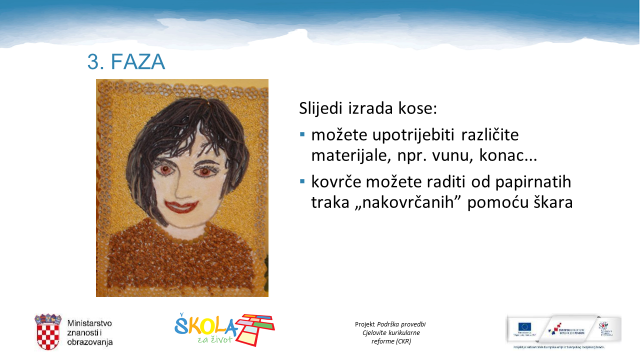 3. FAZA
Slijedi izrada kose:
▪ možete upotrijebiti različite
materijale, npr. vunu, konac...
▪ kovrče možete raditi od papirnatih
traka „nakovrčanih” pomoću škara
Ministarstvo
znanosti i
obrazovanja
ŠKOLA
za život
Projekt Podrška provedbi
Cjelovite kurikularne
reforme (CKR)